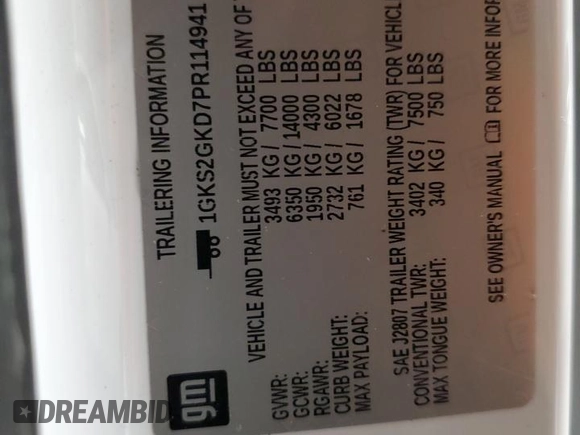 TRAILERING INFORMATION
1GKS2GKD7PR114941
VEHICLE AND TRAILER MUST NOT EXCEED ANY OF
GVWR: 3493 KG / 7700 LBS
GCWR: 6350 KG / 14000 LBS
RGAWR: 1950 KG / 4300 LBS
CURB WEIGHT: 2732 KG / 6022 LBS
MAX PAYLOAD: 761 KG / 1678 LBS
SAE J2807 TRAILER WEIGHT RATING (TWR) FOR VEHICL
CONVENTIONAL TWR: 3402 KG / 7500 LBS
MAX TONGUE WEIGHT: 340 KG / 750 LBS
SEE OWNER'S MANUAL FOR MORE INFOR
gm
DREAMBID